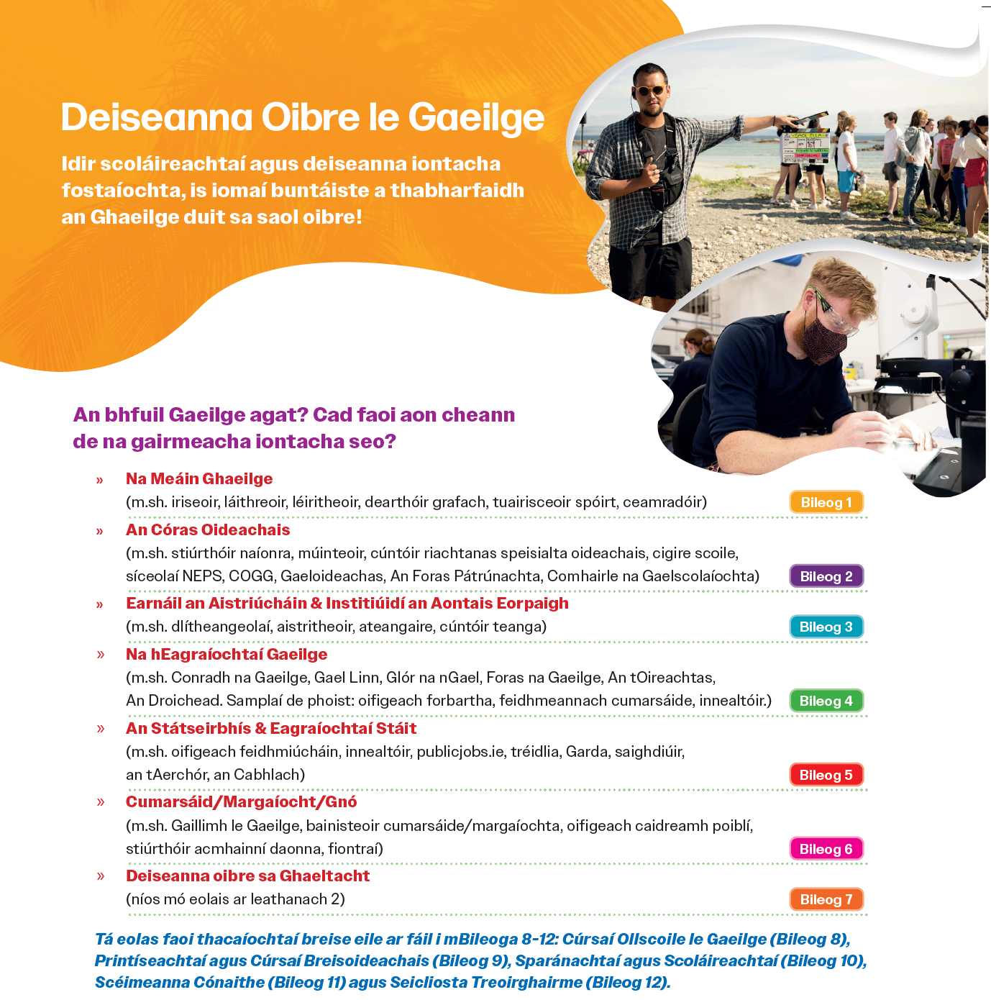 Deiseanna Oibre le Gaeilge
Idir scoláireachtaí agus deiseanna iontacha
fostaíochta, is iomaí buntáiste a thabharfaidh
an Ghaeilge duit sa saol oibre!
SAOL ELLA
An bhfuil Gaeilge agat? Cad faoi aon cheann
de na gairmeacha iontacha seo?
» Na Meáin Ghaeilge
(m.sh. iriseoir, láithreoir, léiritheoir, dearthóir grafach, tuairisceoir spóirt, ceamradóir) Bileog 1
» An Córas Oideachais
(m.sh. stiúrthóir naíonra, múinteoir, cúntóir riachtanas speisialta oideachais, cigire scoile,
síceolaí NEPS, COGG, Gaeloideachas, An Foras Pátrúnachta, Comhairle na Gaelscolaíochta) Bileog 2
» Earnáil an Aistriúcháin & Institiúidí an Aontais Eorpaigh
(m.sh. dlítheangeolaí, aistritheoir, ateangaire, cúntóir teanga) Bileog 3
» Na hEagraíochtaí Gaeilge
(m.sh. Conradh na Gaeilge, Gael Linn, Glór na nGael, Foras na Gaeilge, An tOireachtas,
An Droichead. Samplaí de phoist: oifigeach forbartha, feidhmeannach cumarsáide, innealtóir.) Bileog 4
» An Státseirbhís & Eagraíochtaí Stáit
(m.sh. oifigeach feidhmiúcháin, innealtóir, publicjobs.ie, tréidlia, Garda, saighdiúir,
an tAerchór, an Cabhlach) Bileog 5
» Cumarsáid/Margaíocht/Gnó
(m.sh. Gaillimh le Gaeilge, bainisteoir cumarsáide/margaíochta, oifigeach caidreamh poiblí,
stiúrthóir acmhainní daonna, fiontraí) Bileog 6
» Deiseanna oibre sa Ghaeltacht
(níos mó eolais ar leathanach 2) Bileog 7
Tá eolas faoi thacaíochtaí breise eile ar fáil i mBileoga 8-12: Cúrsaí Ollscoile le Gaeilge (Bileog 8),
Printíseachtaí agus Cúrsaí Breisoideachais (Bileog 9), Sparánachtaí agus Scoláireachtaí (Bileog 10),
Scéimeanna Cónaithe (Bileog 11) agus Seicliosta Treoirghairme (Bileog 12).